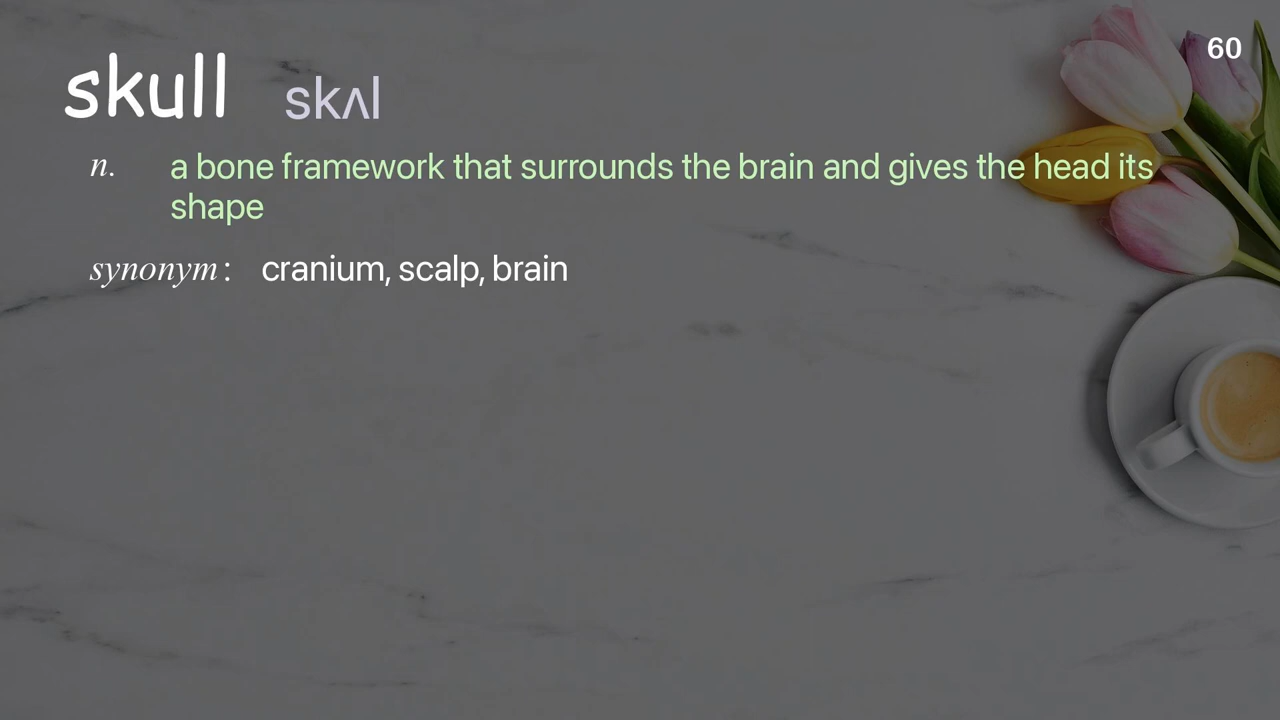 60
skull skʌl
n. a bone framework that surrounds the brain and gives the head its
shape
synonym: cranium, scalp, brain